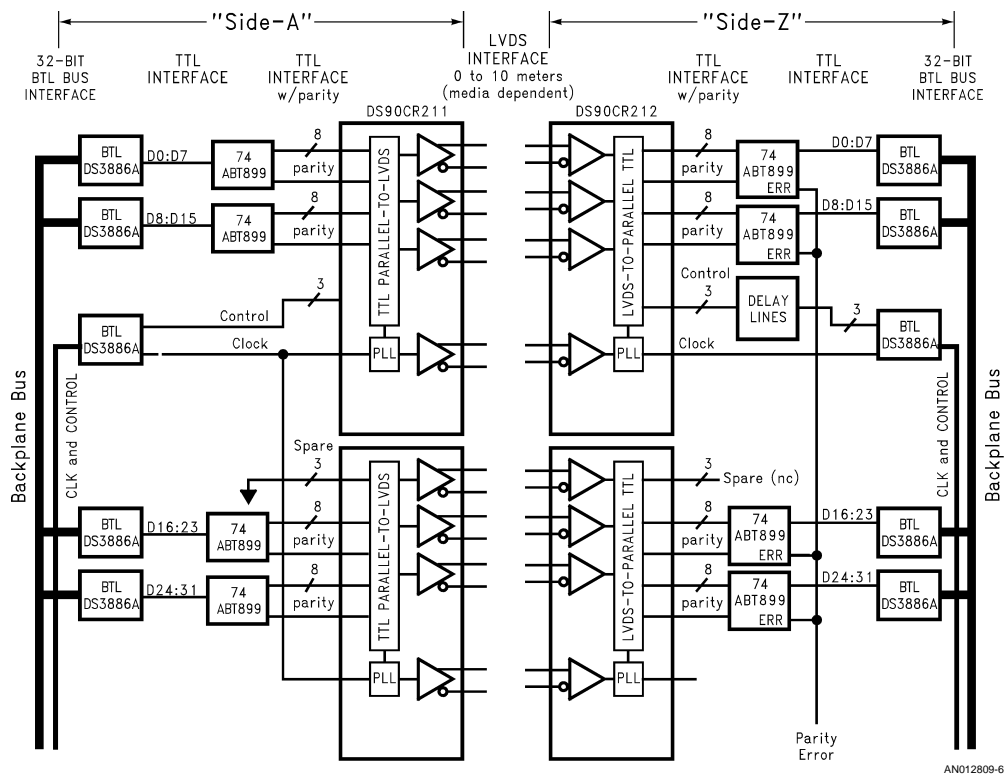 "Side-A"
"Side-Z"
32-BIT
BTL BUS
INTERFACE
TTL
INTERFACE
TTL
INTERFACE
w/parity
LVDS
INTERFACE
0 to 10 meters
(media dependent)
TTL
INTERFACE
w/parity
TTL
INTERFACE
32-BIT
BTL BUS
INTERFACE
DS90CR211
DS90CR212
BTL
DS3886A
D0:D7
74
ABT899
8
parity
TTL PARALLEL-TO-LVDS
LVDS-TO-PARALLEL TTL
8
parity
74
ABT899
ERR
D0:D7
BTL
DS3886A
BTL
DS3886A
D8:D15
74
ABT899
8
parity
8
parity
74
ABT899
ERR
D8:D15
BTL
DS3886A
3
Control
Control
3
DELAY
LINES
3
BTL
DS3886A
Clock
PLL
PLL
Clock
BTL
DS3886A
Backplane Bus
CLK and CONTROL
CLK and CONTROL
Backplane Bus
Spare
3
TTL PARALLEL-TO-LVDS
LVDS-TO-PARALLEL TTL
3
Spare (nc)
BTL
DS3886A
D16:23
74
ABT899
8
parity
8
parity
74
ABT899
ERR
D16:23
BTL
DS3886A
BTL
DS3886A
D24:31
74
ABT899
8
parity
8
parity
74
ABT899
ERR
D24:31
BTL
DS3886A
PLL
PLL
Parity
Error
AN012809-6